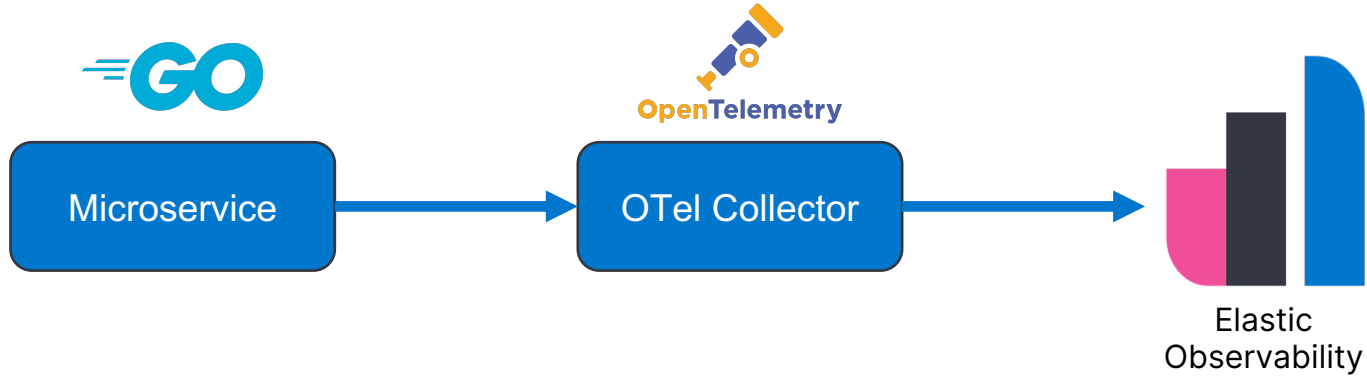 GO
OpenTelemetry
Microservice
OTel Collector
Elastic
Observability